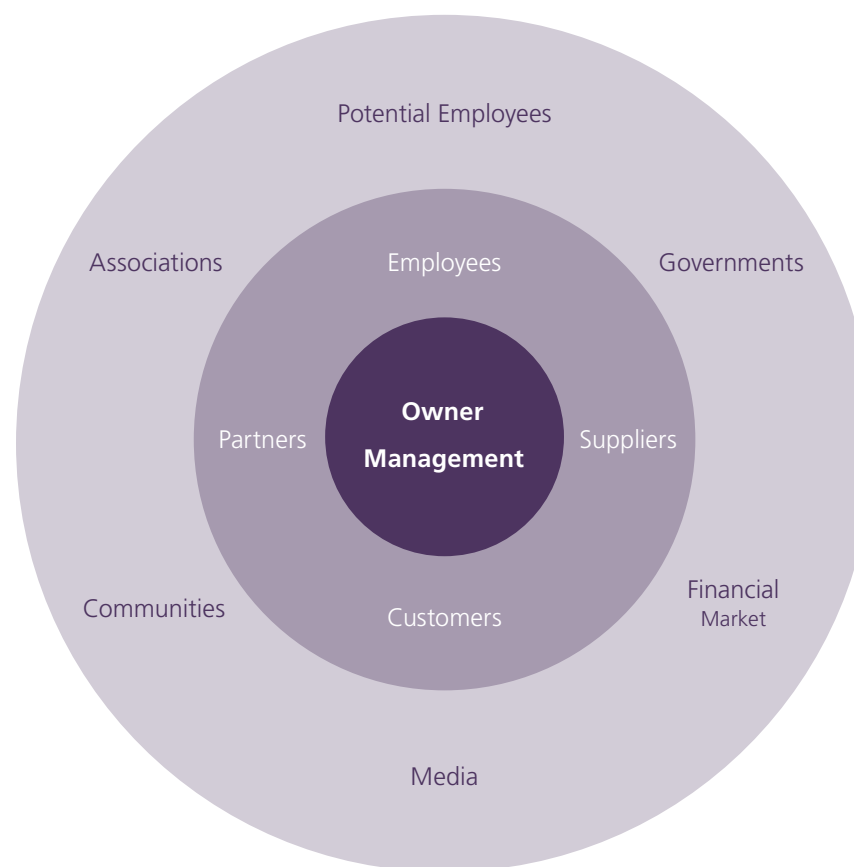 Potential Employees
Associations
Employees
Governments
Owner
Management
Partners
Suppliers
Communities
Customers
Financial
Market
Media